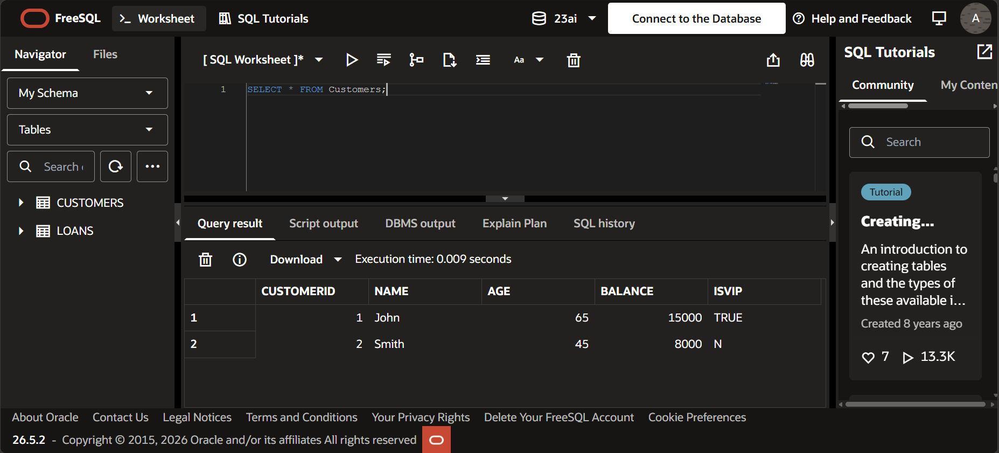 FreeSQL
Worksheet
SQL Tutorials
23ai
Connect to the Database
Help and Feedback
A
Navigator
Files
My Schema
Tables
Search
CUSTOMERS
LOANS
[ SQL Worksheet ]*
Aa
1
SELECT * FROM Customers;
Query result
Script output
DBMS output
Explain Plan
SQL history
Download
Execution time: 0.009 seconds
CUSTOMERID NAME AGE BALANCE ISVIP
1 1 John 65 15000 TRUE
2 2 Smith 45 8000 N
SQL Tutorials
Community
My Conten
Search
Tutorial
Creating...
An introduction to
creating tables
and the types of
these available i...
Created 8 years ago
7 13.3K
About Oracle Contact Us Legal Notices Terms and Conditions Your Privacy Rights Delete Your FreeSQL Account Cookie Preferences
26.5.2 - Copyright © 2015, 2026 Oracle and/or its affiliates All rights reserved